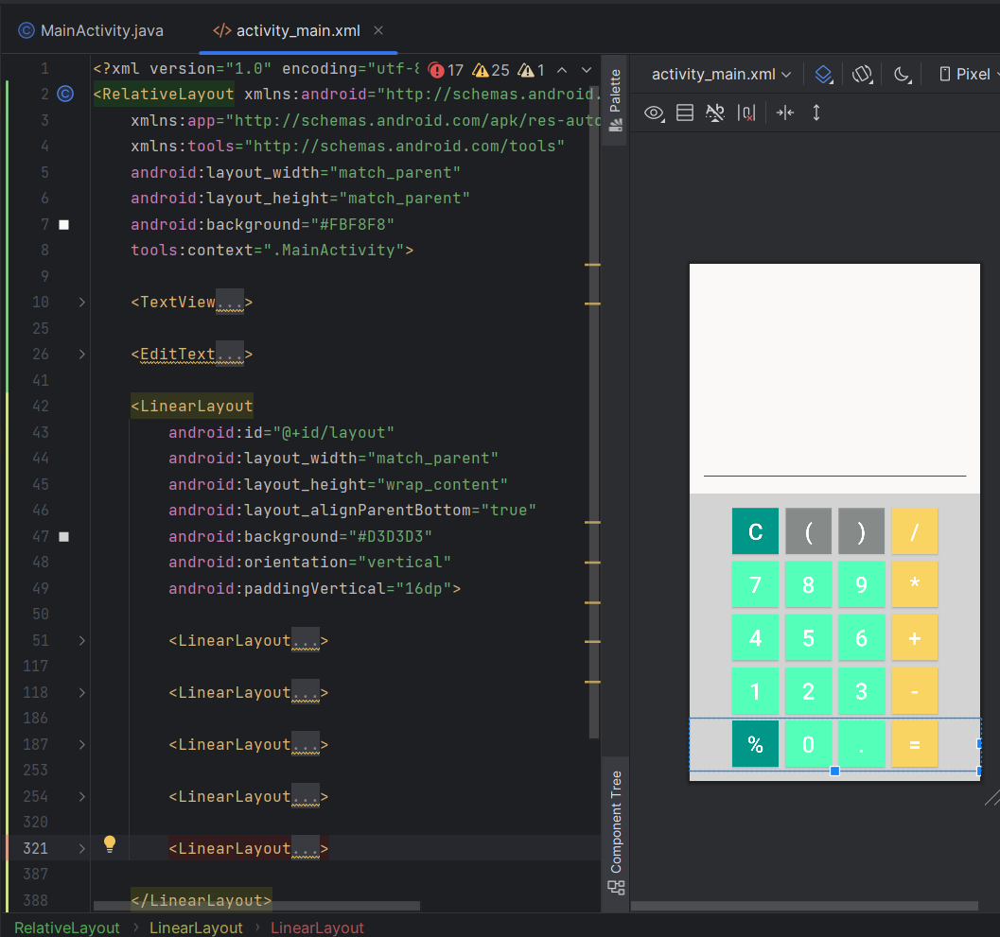 MainActivity.java
activity_main.xml
1 <?xml version="1.0" encoding="utf-8 17 25 1
2 <RelativeLayout xmlns:android="http://schemas.android.
3 xmlns:app="http://schemas.android.com/apk/res-auto
4 xmlns:tools="http://schemas.android.com/tools"
5 android:layout_width="match_parent"
6 android:layout_height="match_parent"
7 android:background="#FBF8F8"
8 tools:context=".MainActivity">
9
10 <TextView...>
25
26 <EditText...>
41
42 <LinearLayout
43 android:id="@+id/layout"
44 android:layout_width="match_parent"
45 android:layout_height="wrap_content"
46 android:layout_alignParentBottom="true"
47 android:background="#D3D3D3"
48 android:orientation="vertical"
49 android:paddingVertical="16dp">
50
51 <LinearLayout...>
117
118 <LinearLayout...>
186
187 <LinearLayout...>
253
254 <LinearLayout...>
320
321 <LinearLayout...>
387
388 </LinearLayout>
RelativeLayout › LinearLayout › LinearLayout
Palette
Component Tree
activity_main.xml Pixel
C ( ) /
7 8 9 *
4 5 6 +
1 2 3 -
% 0 . =